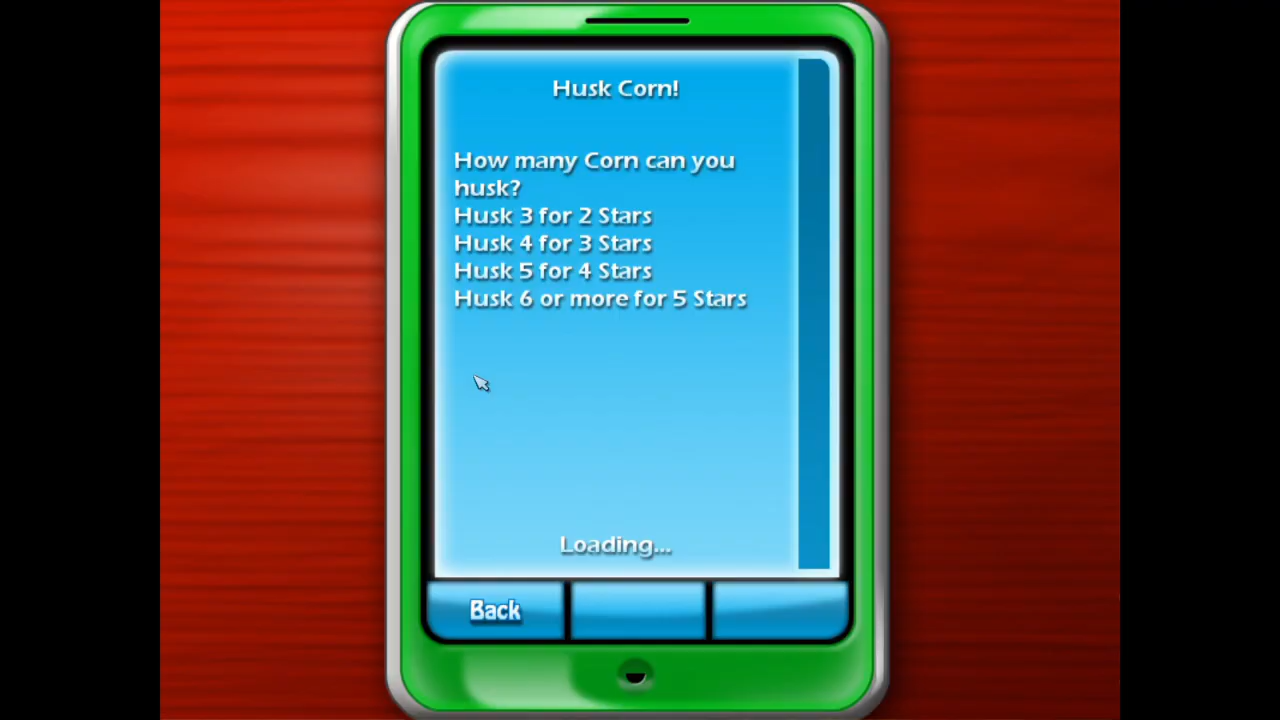 Husk Corn!
How many Corn can you
husk?
Husk 3 for 2 Stars
Husk 4 for 3 Stars
Husk 5 for 4 Stars
Husk 6 or more for 5 Stars
Loading...
Back